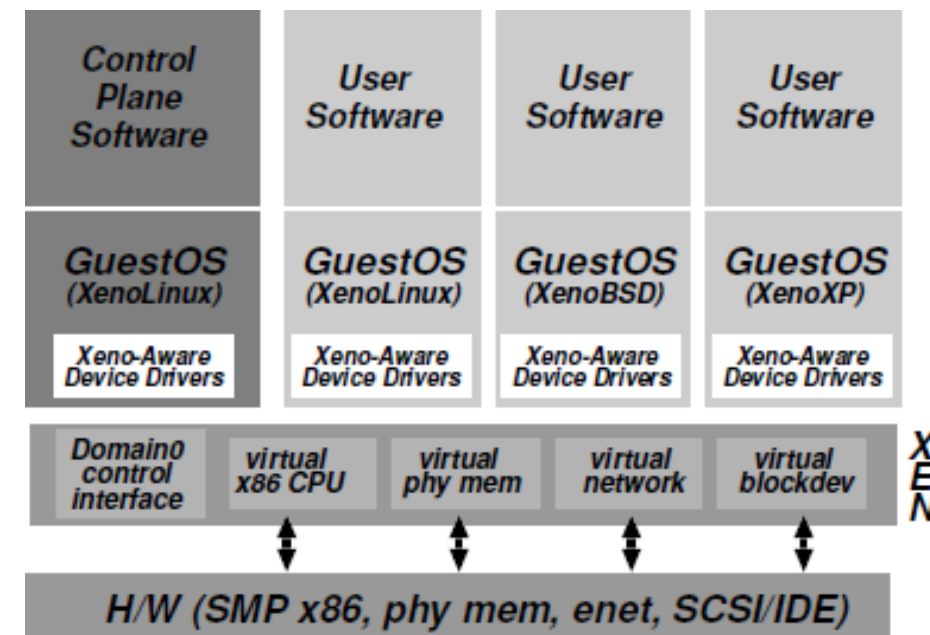 Control
Plane
Software
User
Software
User
Software
User
Software
GuestOS
(XenoLinux)
Xeno-Aware
Device Drivers
GuestOS
(XenoLinux)
Xeno-Aware
Device Drivers
GuestOS
(XenoBSD)
Xeno-Aware
Device Drivers
GuestOS
(XenoXP)
Xeno-Aware
Device Drivers
Domain0
control
interface
virtual
x86 CPU
virtual
phy mem
virtual
network
virtual
blockdev
X
E
N
H/W (SMP x86, phy mem, enet, SCSI/IDE)